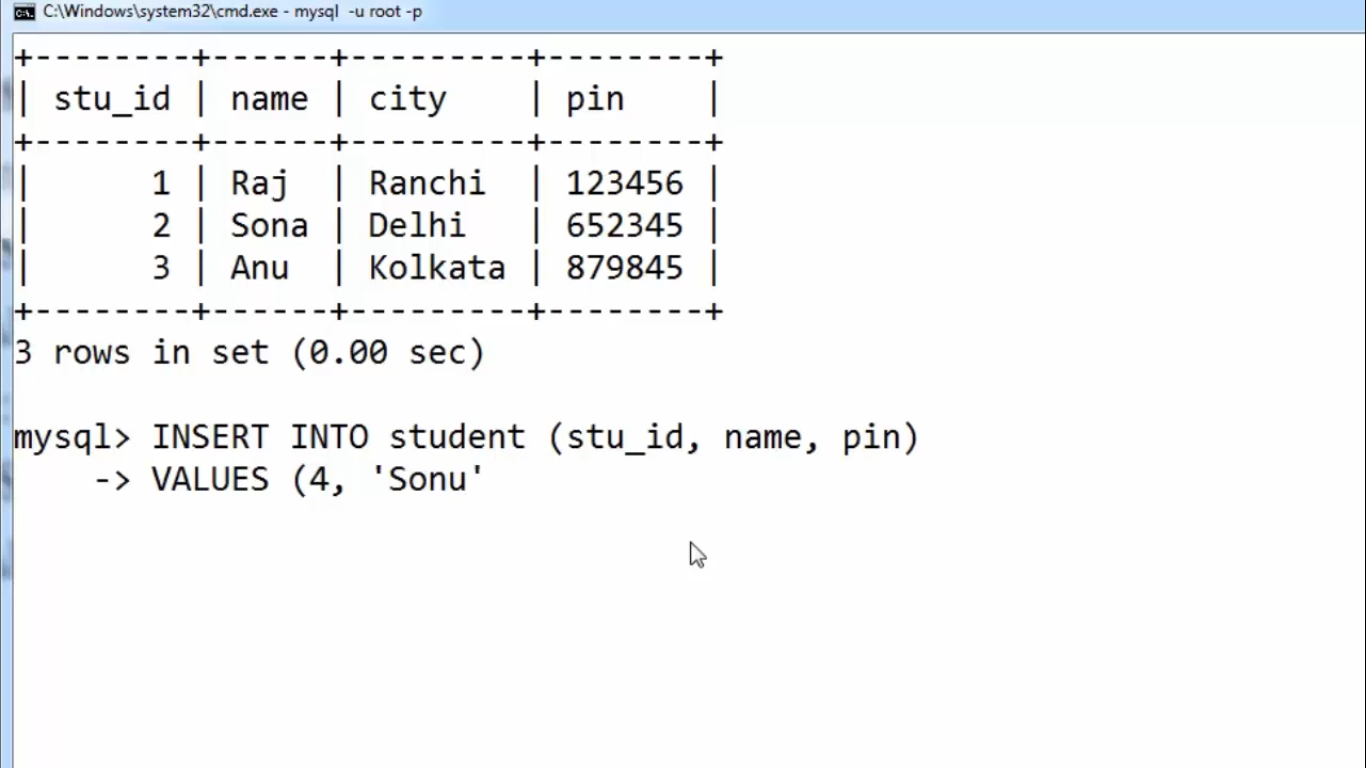 C:\Windows\system32\cmd.exe - mysql  -u root -p
+--------+------+---------+--------+
| stu_id | name | city    | pin    |
+--------+------+---------+--------+
|      1 | Raj  | Ranchi  | 123456 |
|      2 | Sona | Delhi   | 652345 |
|      3 | Anu  | Kolkata | 879845 |
+--------+------+---------+--------+
3 rows in set (0.00 sec)
mysql> INSERT INTO student (stu_id, name, pin)
    -> VALUES (4, 'Sonu'